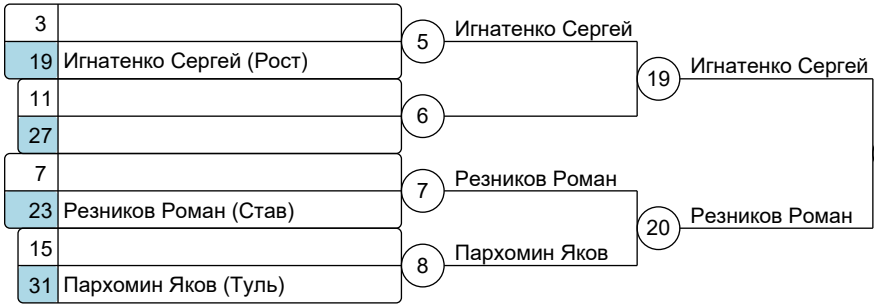 3
19 Игнатенко Сергей (Рост)
11
27
7
23 Резников Роман (Став)
15
31 Пархомин Яков (Туль)
5 Игнатенко Сергей
6
7 Резников Роман
8 Пархомин Яков
19 Игнатенко Сергей
20 Резников Роман